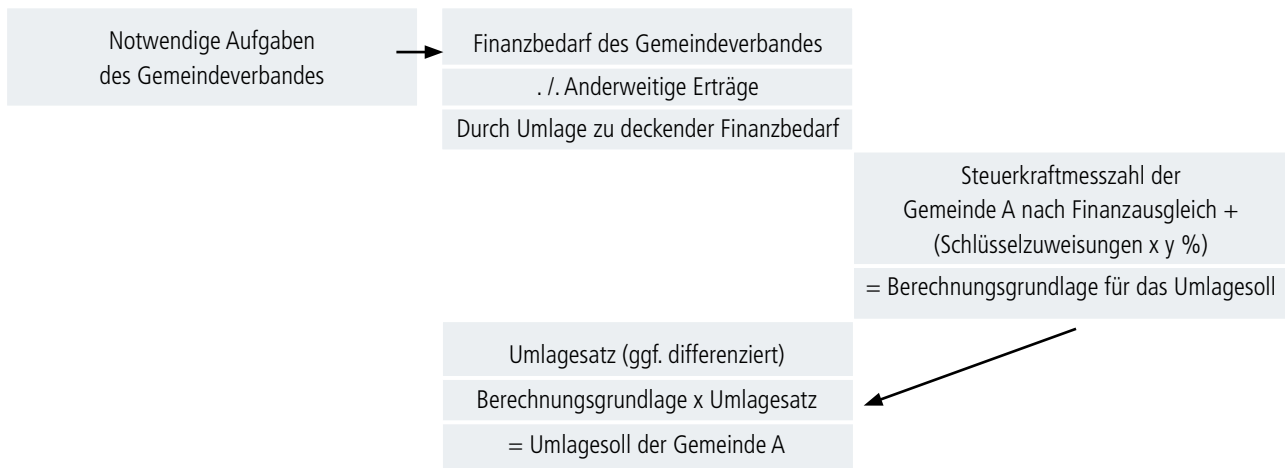 Notwendige Aufgaben
des Gemeindeverbandes
Finanzbedarf des Gemeindeverbandes
. /. Anderweitige Erträge
Durch Umlage zu deckender Finanzbedarf
Steuerkraftmesszahl der
Gemeinde A nach Finanzausgleich +
(Schlüsselzuweisungen x y %)
= Berechnungsgrundlage für das Umlagesoll
Umlagesatz (ggf. differenziert)
Berechnungsgrundlage x Umlagesatz
= Umlagesoll der Gemeinde A